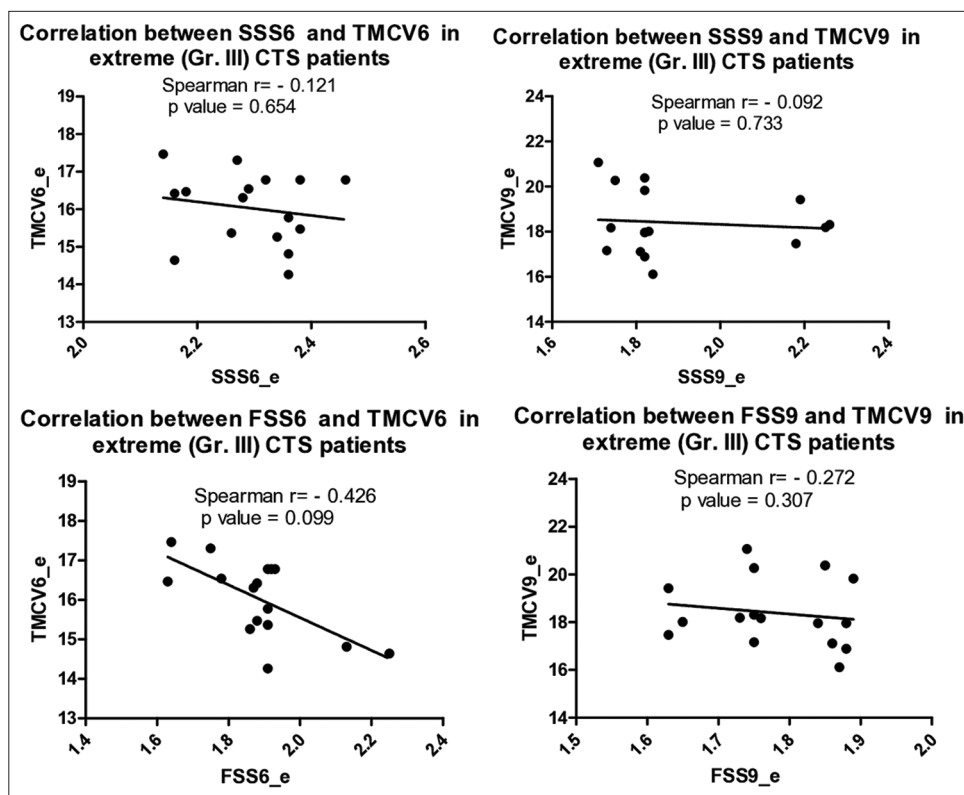 Correlation between SSS6 and TMCV6 in
extreme (Gr. III) CTS patients
Spearman r= - 0.121
p value = 0.654
19
18
17
16
15
14
13
TMCV6_e
2.0
2.2
2.4
2.6
SSS6_e
Correlation between SSS9 and TMCV9 in
extreme (Gr. III) CTS patients
Spearman r= - 0.092
p value = 0.733
24
22
20
18
16
14
TMCV9_e
1.6
1.8
2.0
2.2
2.4
SSS9_e
Correlation between FSS6 and TMCV6 in
extreme (Gr. III) CTS patients
Spearman r= - 0.426
p value = 0.099
19
18
17
16
15
14
13
TMCV6_e
1.4
1.6
1.8
2.0
2.2
2.4
FSS6_e
Correlation between FSS9 and TMCV9 in
extreme (Gr. III) CTS patients
Spearman r= - 0.272
p value = 0.307
24
22
20
18
16
14
TMCV9_e
1.5
1.6
1.7
1.8
1.9
2.0
FSS9_e